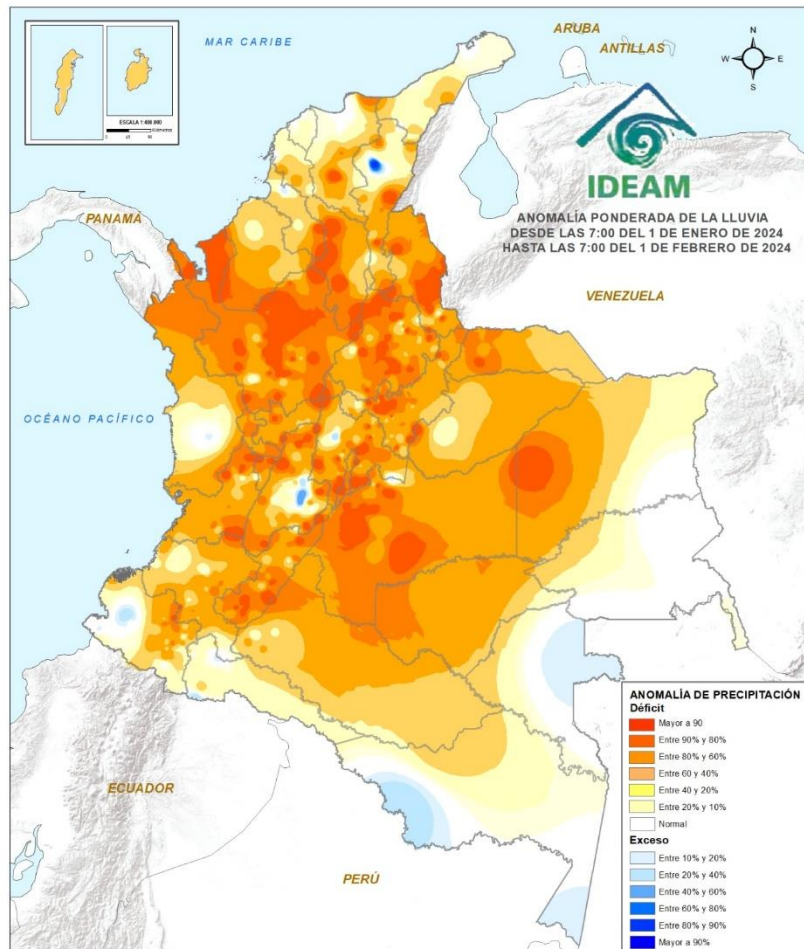 MAR CARIBE
ARUBA
ANTILLAS
N
W
E
S
ESCALA 1:400.000
IDEAM
ANOMALÍA PONDERADA DE LA LLUVIA
DESDE LAS 7:00 DEL 1 DE ENERO DE 2024
HASTA LAS 7:00 DEL 1 DE FEBRERO DE 2024
PANAMÁ
VENEZUELA
OCÉANO PACÍFICO
ECUADOR
PERÚ
ANOMALÍA DE PRECIPITACIÓN
Déficit
Mayor a 90
Entre 90% y 80%
Entre 80% y 60%
Entre 60 y 40%
Entre 40 y 20%
Entre 20% y 10%
Normal
Exceso
Entre 10% y 20%
Entre 20% y 40%
Entre 40% y 60%
Entre 60% y 80%
Entre 80% y 90%
Mayor a 90%